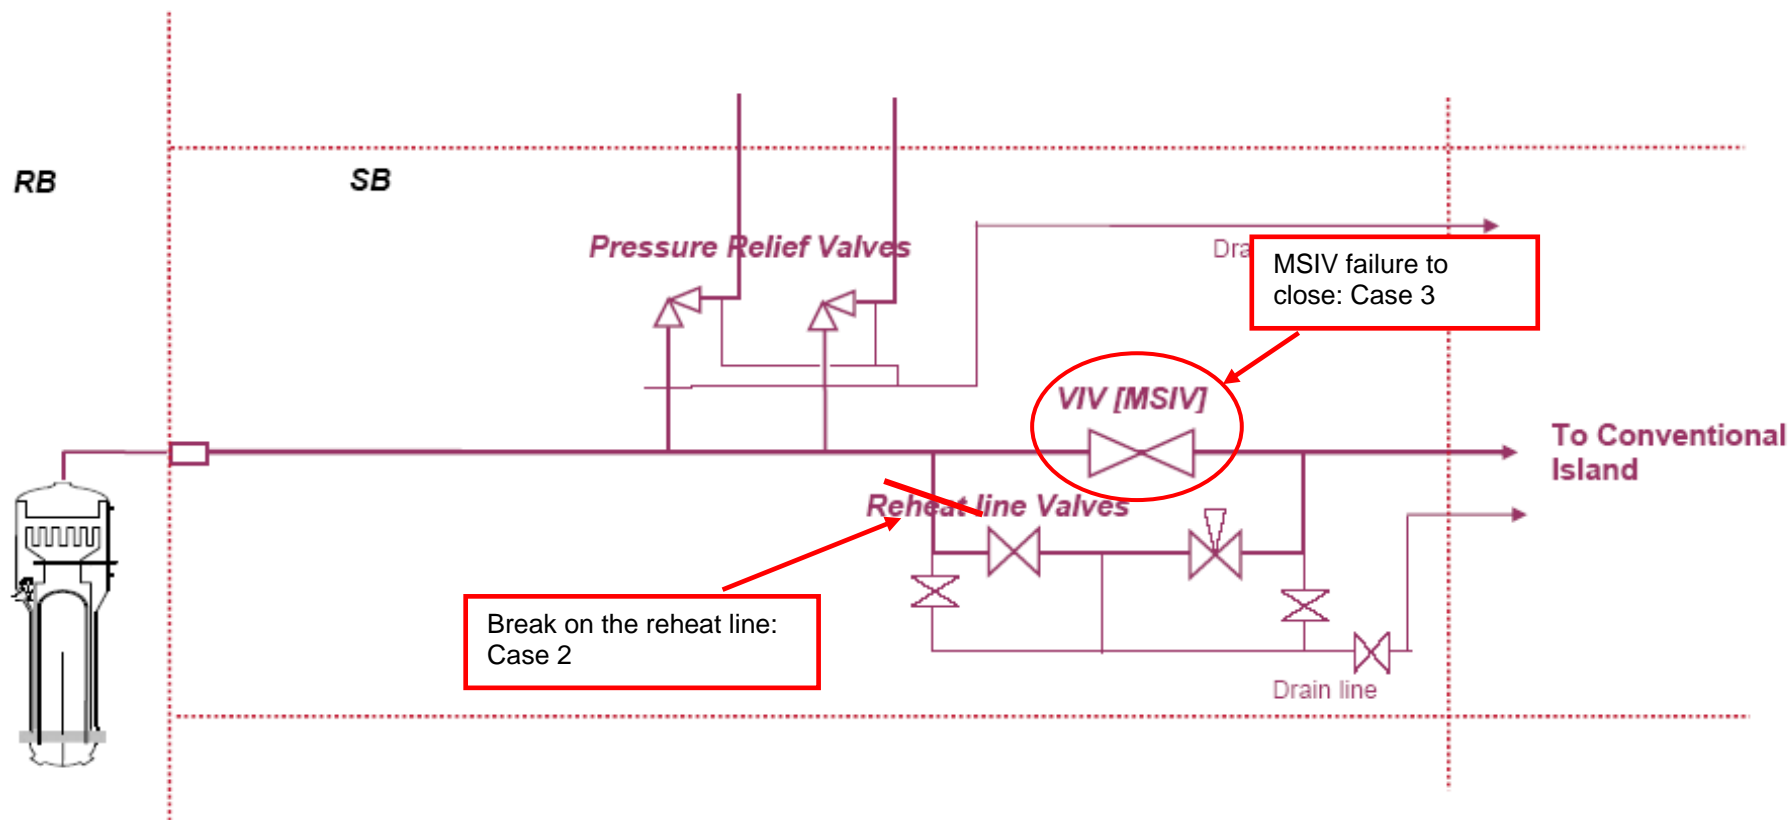 RB
SB
Pressure Relief Valves
Dra
MSIV failure to
close: Case 3
VIV [MSIV]
To Conventional
Island
Reheat line Valves
Break on the reheat line:
Case 2
Drain line